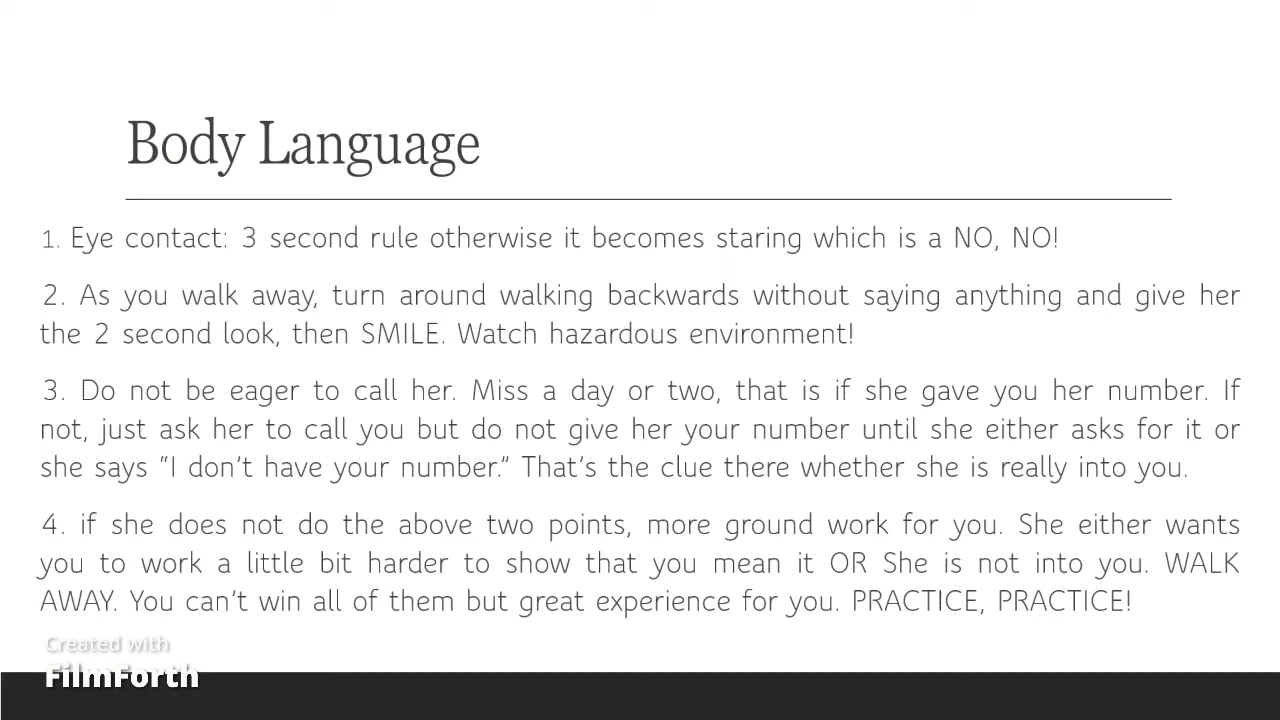 Body Language
1. Eye contact: 3 second rule otherwise it becomes staring which is a NO, NO!
2. As you walk away, turn around walking backwards without saying anything and give her
the 2 second look, then SMILE. Watch hazardous environment!
3. Do not be eager to call her. Miss a day or two, that is if she gave you her number. If
not, just ask her to call you but do not give her your number until she either asks for it or
she says “I don’t have your number.” That’s the clue there whether she is really into you.
4. if she does not do the above two points, more ground work for you. She either wants
you to work a little bit harder to show that you mean it OR She is not into you. WALK
AWAY. You can’t win all of them but great experience for you. PRACTICE, PRACTICE!
Created with
FilmForth